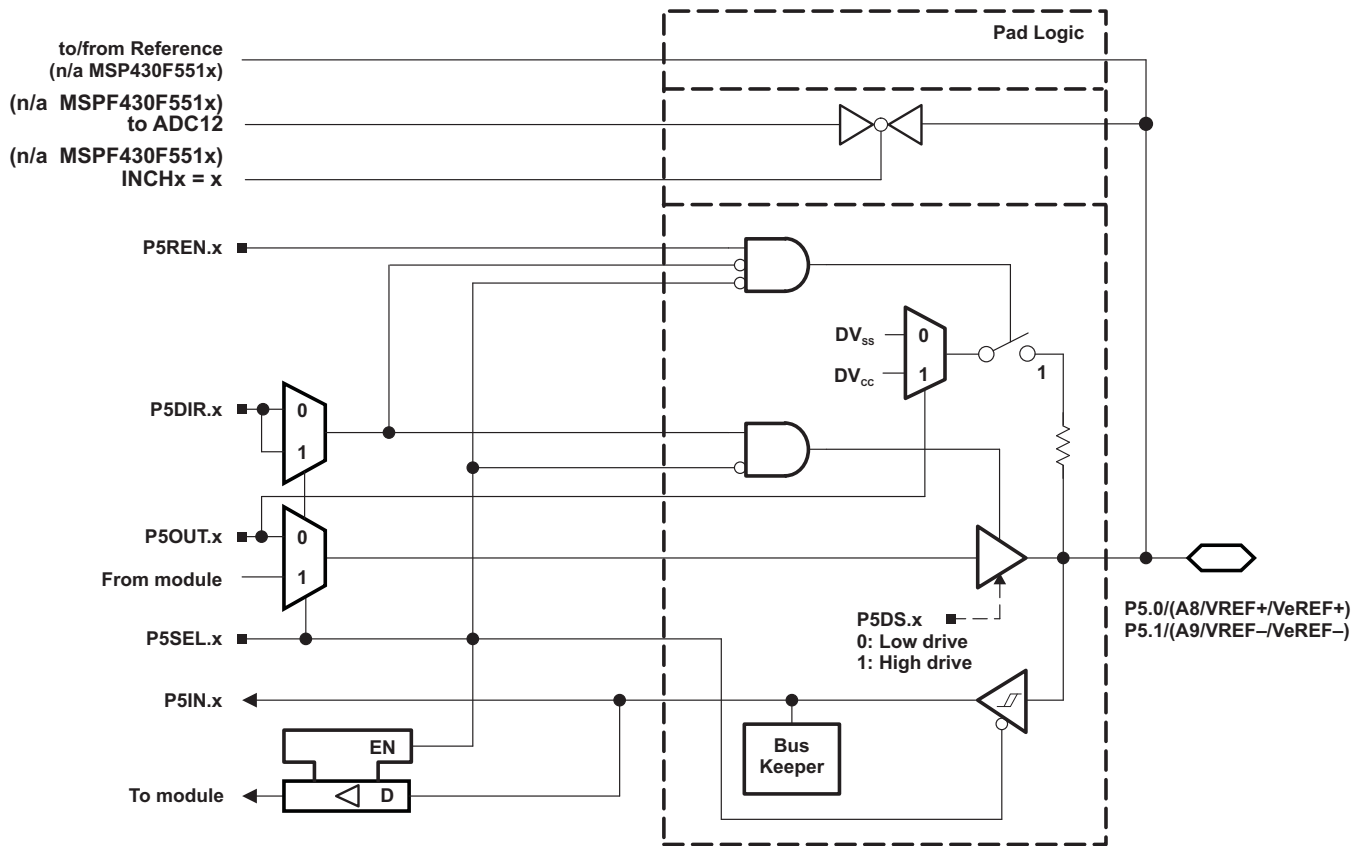 Pad Logic
to/from Reference
(n/a MSP430F551x)
(n/a MSPF430F551x)
to ADC12
(n/a MSPF430F551x)
INCHx = x
P5REN.x
DVSS 0
DVCC 1
1
P5DIR.x
0
1
P5OUT.x
0
From module
1
P5DS.x
0: Low drive
1: High drive
P5.0/(A8/VREF+/VeREF+)
P5.1/(A9/VREF–/VeREF–)
P5SEL.x
P5IN.x
Bus
Keeper
EN
To module
D